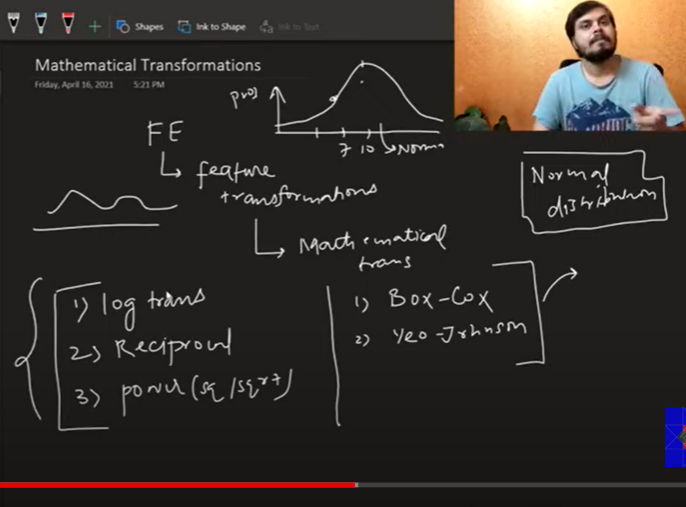 Shapes
Ink to Shape
Ink to Text
Mathematical Transformations
Friday, April 16, 2021 5:21 PM
FE
feature
transformations
Mathematical
trans
7 10
Norma
Normal
distribution
1) log trans
2) Reciprocal
3) power (sq/sqrt)
1) Box-Cox
2) Yeo-Johnson